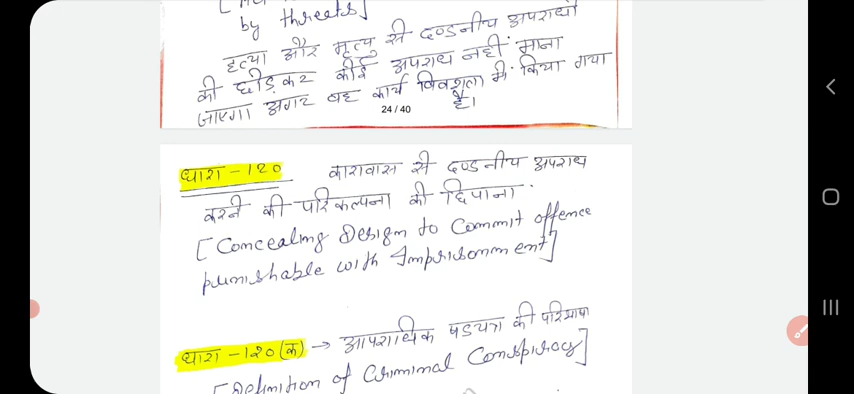 by threats]
हत्या और मृत्यु से दण्डनीय अपराधों
को छोड़कर कोई अपराध नहीं माना
जाएगा अगर वह कार्य विवशता में किया गया
है।
24 / 40
धारा - 120 कारावास से दण्डनीय अपराध
करने की परिकल्पना को छिपाना.
[Concealing Design to Commit offence
punishable with Imprisonment]
धारा - 120 (क) → आपराधिक षडयंत्र की परिभाषा
[Definition of Criminal Conspiracy]